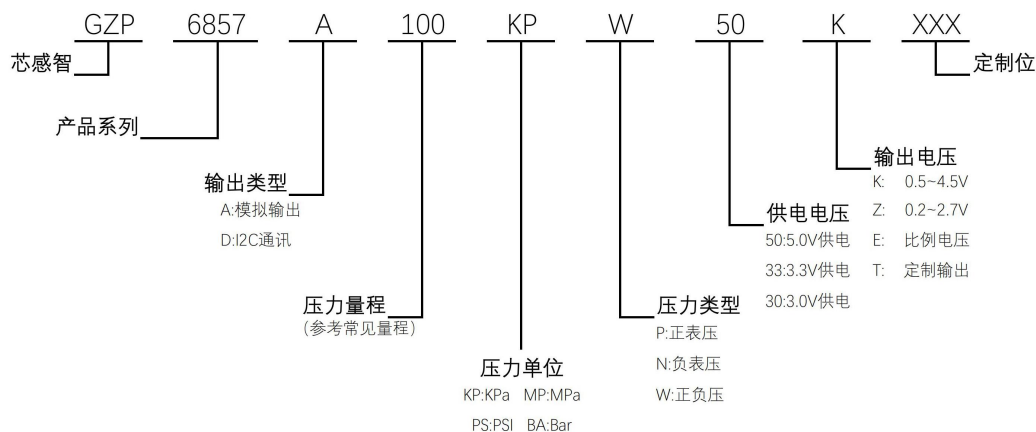 GZP 6857 A 100 KP W 50 K XXX
芯感智
定制位
产品系列
输出类型
A:模拟输出
D:I2C通讯
输出电压
K: 0.5~4.5V
Z: 0.2~2.7V
E: 比例电压
T: 定制输出
供电电压
50:5.0V供电
33:3.3V供电
30:3.0V供电
压力量程
(参考常见量程)
压力类型
P:正表压
N:负表压
W:正负压
压力单位
KP:KPa MP:MPa
PS:PSI BA:Bar